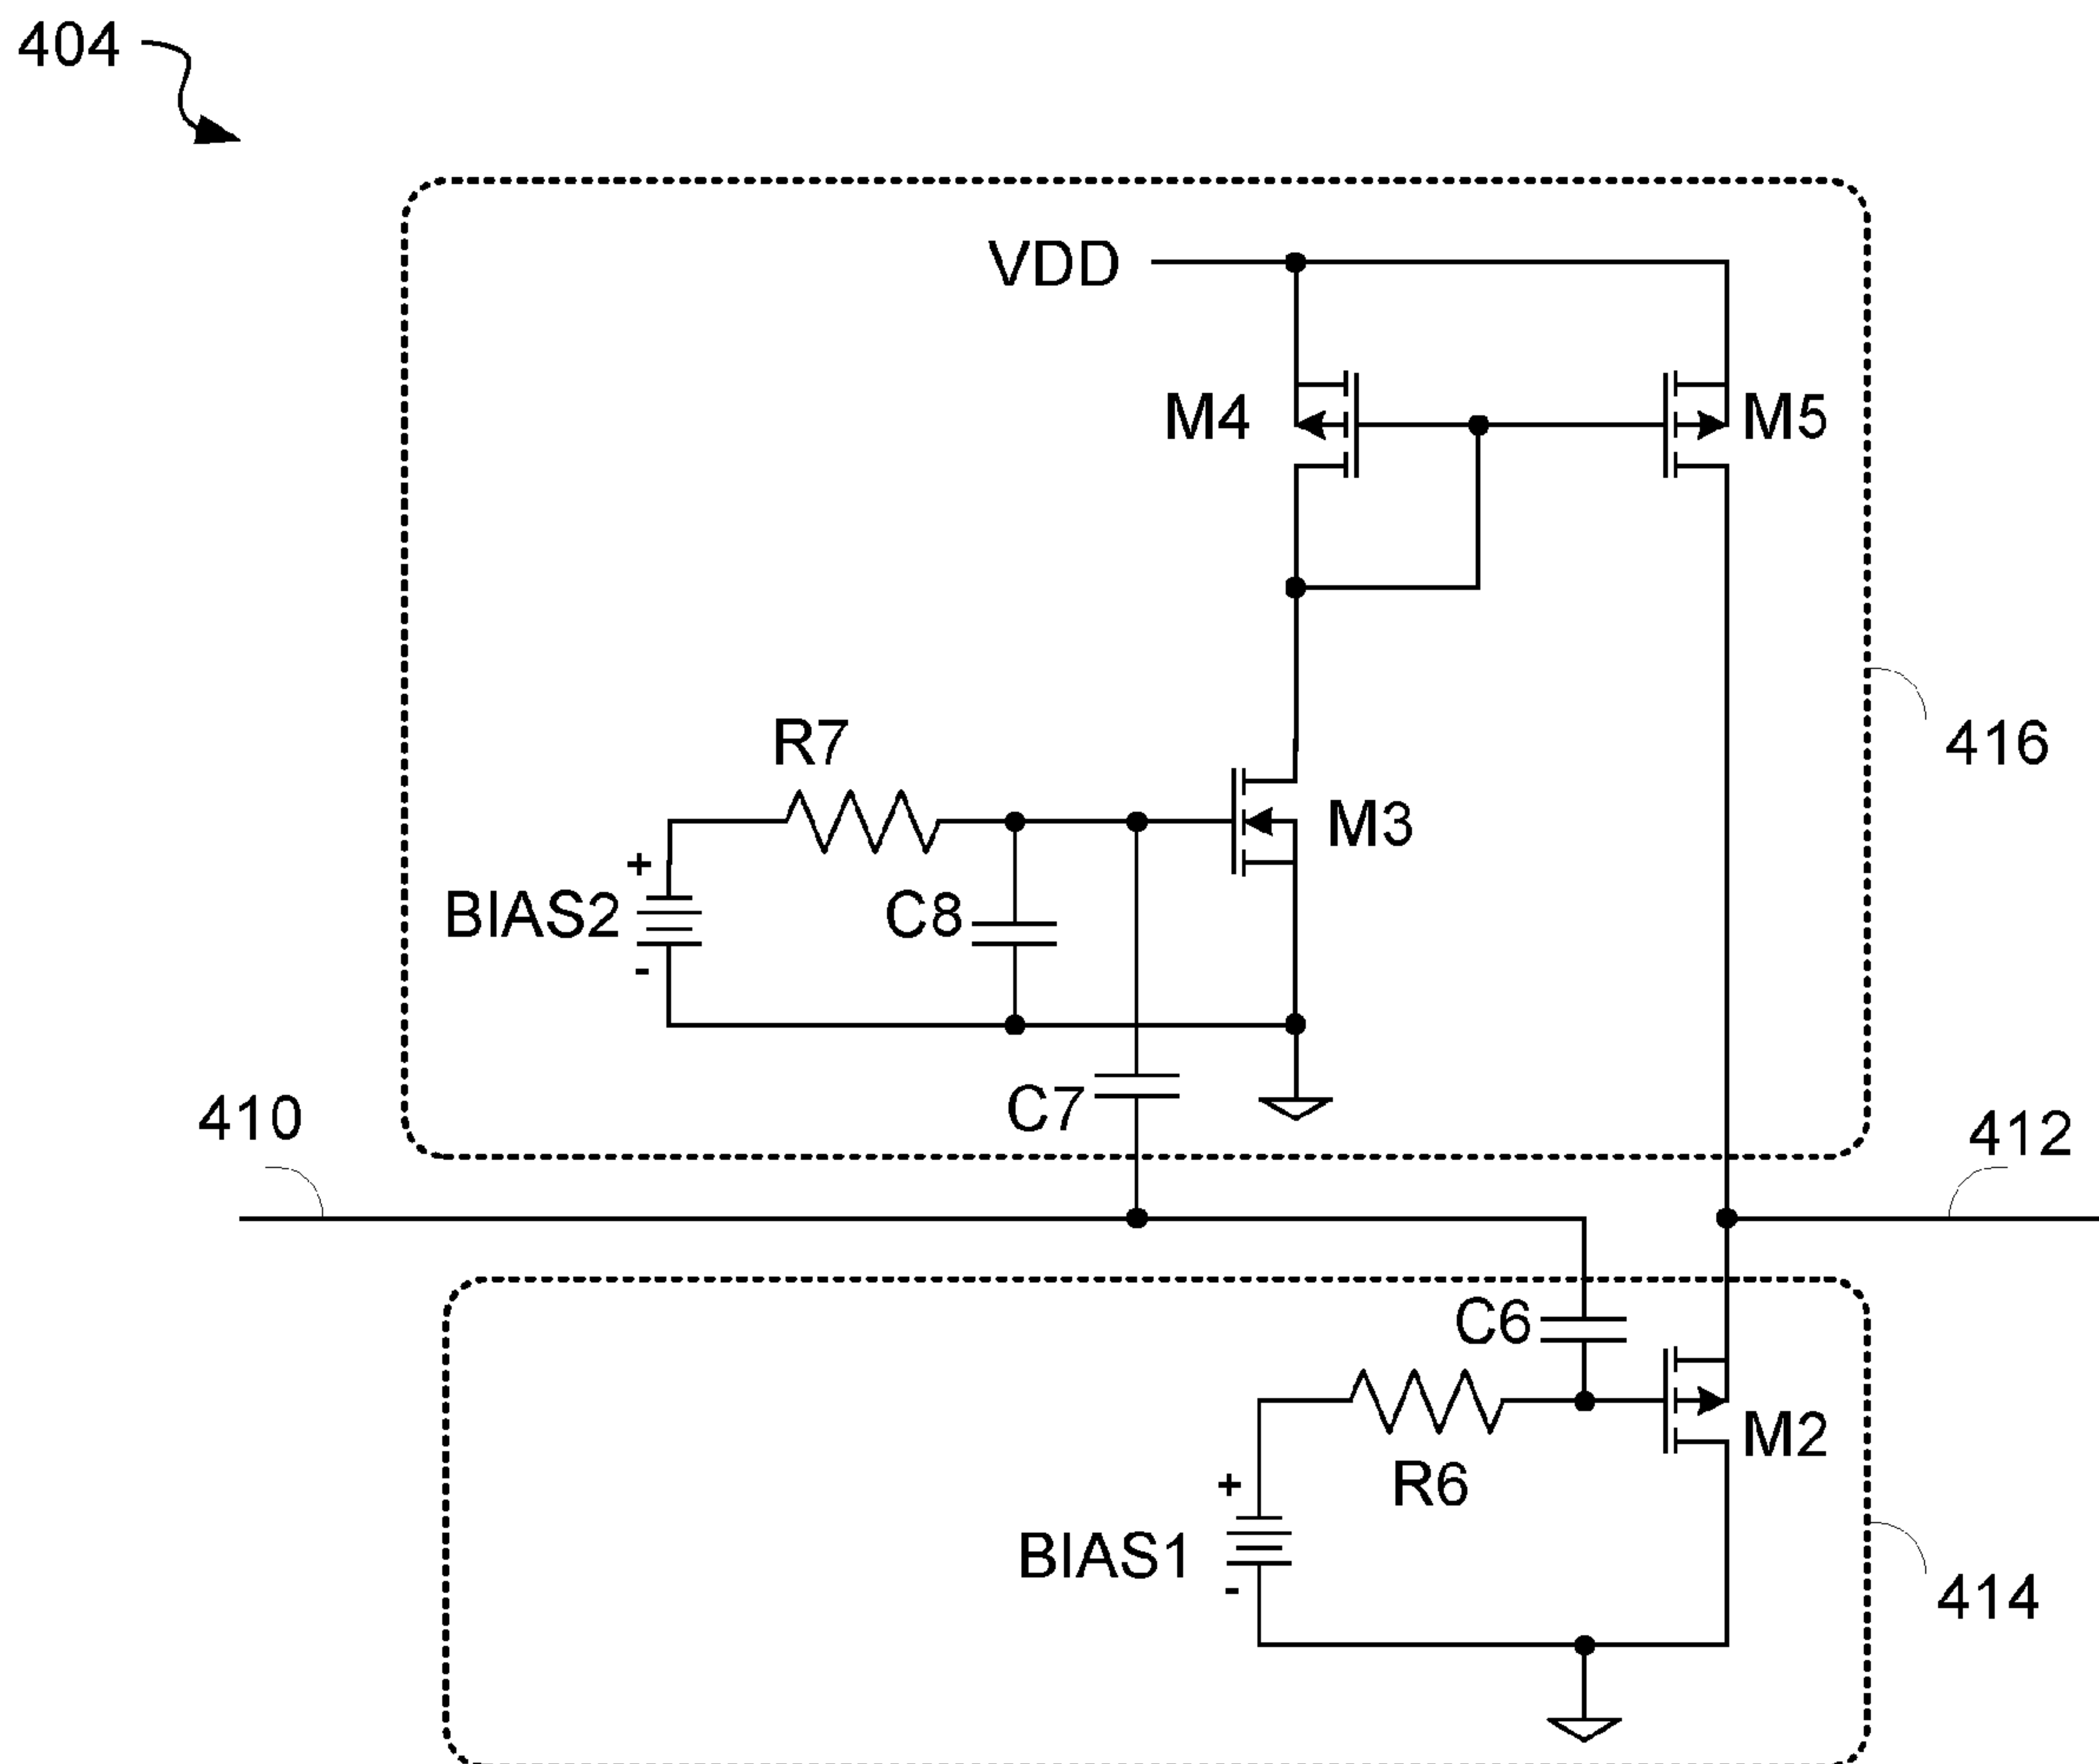 404
VDD
M4
M5
R7
M3
416
+
BIAS2
C8
-
C7
410
412
C6
M2
R6
+
BIAS1
-
414